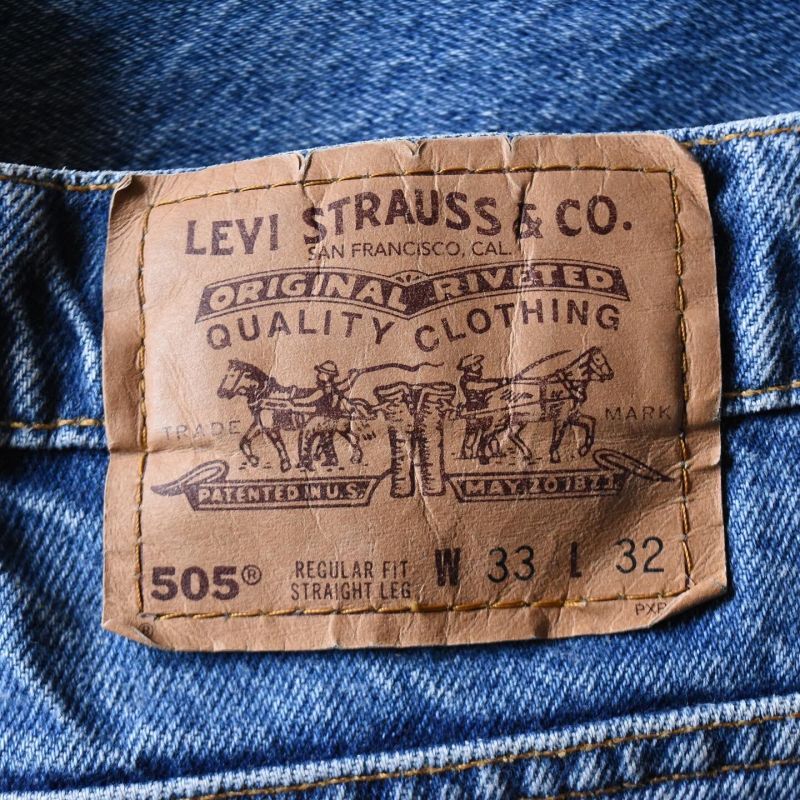 LEVI STRAUSS & CO.
SAN FRANCISCO, CAL.
ORIGINAL RIVETED
QUALITY CLOTHING
TRADE MARK
PATENTED IN U.S. MAY 20 1873
505® REGULAR FIT W 33 L 32
STRAIGHT LEG
PXP